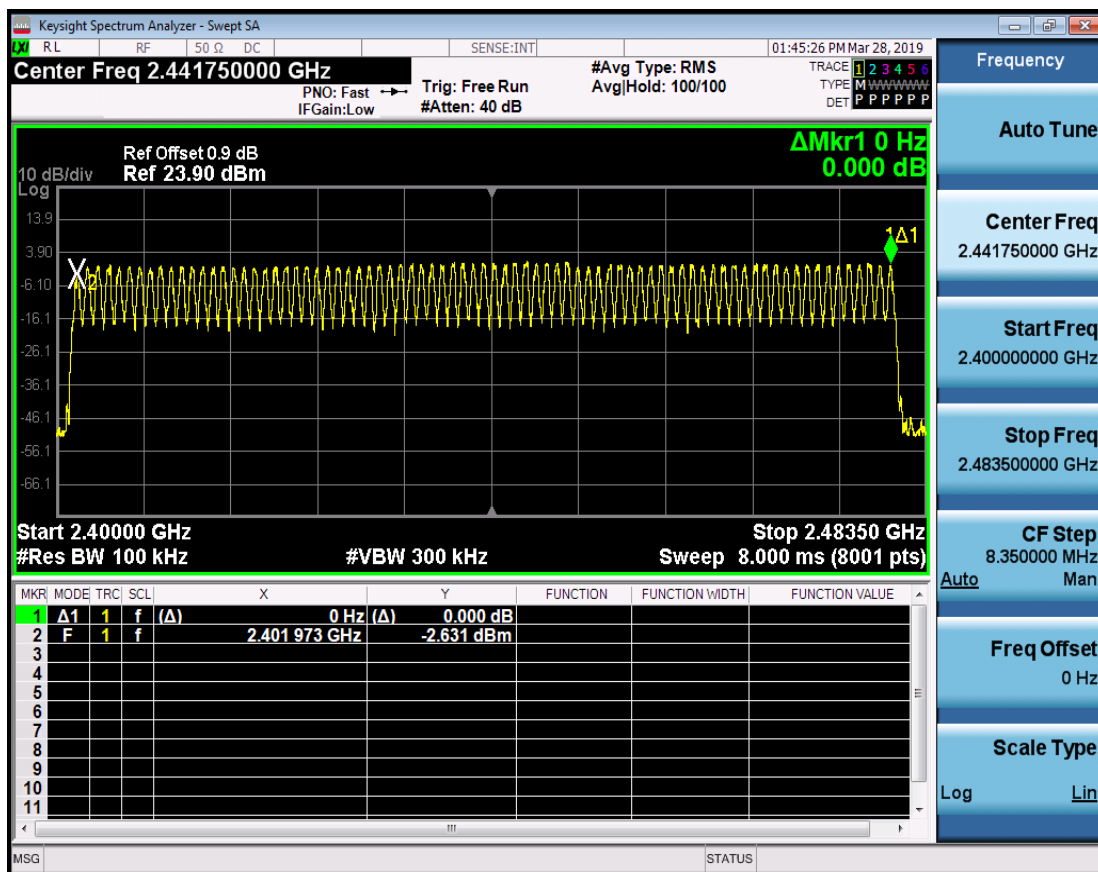 Keysight Spectrum Analyzer - Swept SA
LXI RL RF 50 Ω DC SENSE:INT 01:45:26 PM Mar 28, 2019
Center Freq 2.441750000 GHz
PNO: Fast
IFGain:Low
Trig: Free Run
#Atten: 40 dB
#Avg Type: RMS
Avg|Hold: 100/100
TRACE 1 2 3 4 5 6
TYPE M W W W W W
DET P P P P P P
Ref Offset 0.9 dB
10 dB/div Ref 23.90 dBm
Log
ΔMkr1 0 Hz
0.000 dB
13.9
3.90
-6.10
-16.1
-26.1
-36.1
-46.1
-56.1
-66.1
X2
1Δ1
Start 2.40000 GHz Stop 2.48350 GHz
#Res BW 100 kHz #VBW 300 kHz Sweep 8.000 ms (8001 pts)
MKR MODE TRC SCL X Y FUNCTION FUNCTION WIDTH FUNCTION VALUE
1 Δ1 1 f (Δ) 0 Hz (Δ) 0.000 dB
2 F 1 f 2.401 973 GHz -2.631 dBm
3
4
5
6
7
8
9
10
11
MSG STATUS
Frequency
Auto Tune
Center Freq
2.441750000 GHz
Start Freq
2.400000000 GHz
Stop Freq
2.483500000 GHz
CF Step
8.350000 MHz
Auto Man
Freq Offset
0 Hz
Scale Type
Log Lin